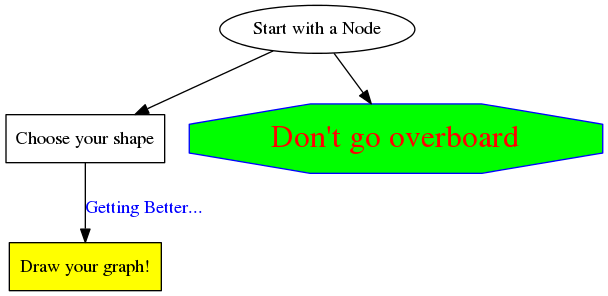 Start with a Node
Choose your shape
Don't go overboard
Getting Better...
Draw your graph!